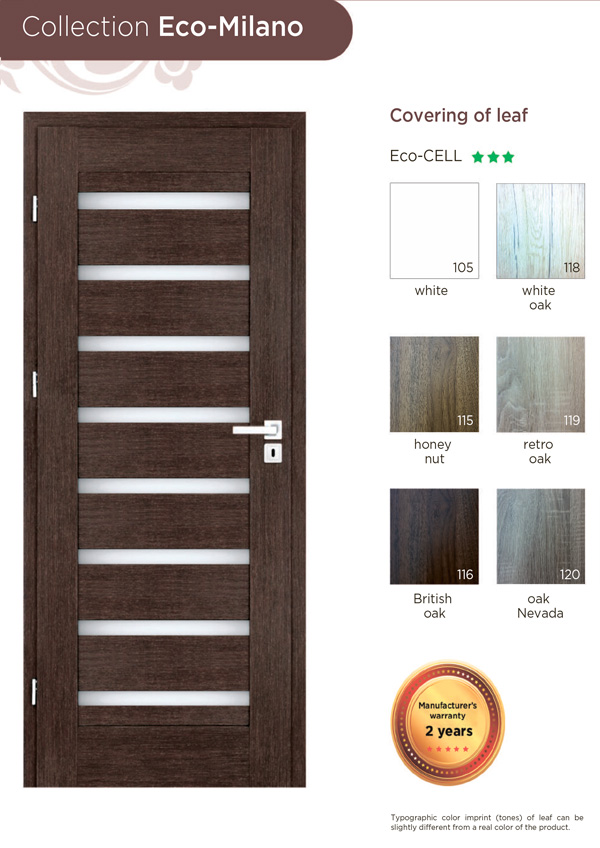 Collection Eco-Milano
Covering of leaf
Eco-CELL
105
white
118
white
oak
115
honey
nut
119
retro
oak
116
British
oak
120
oak
Nevada
Manufacturer's
warranty
2 years
Typographic color imprint (tones) of leaf can be
slightly different from a real color of the product.